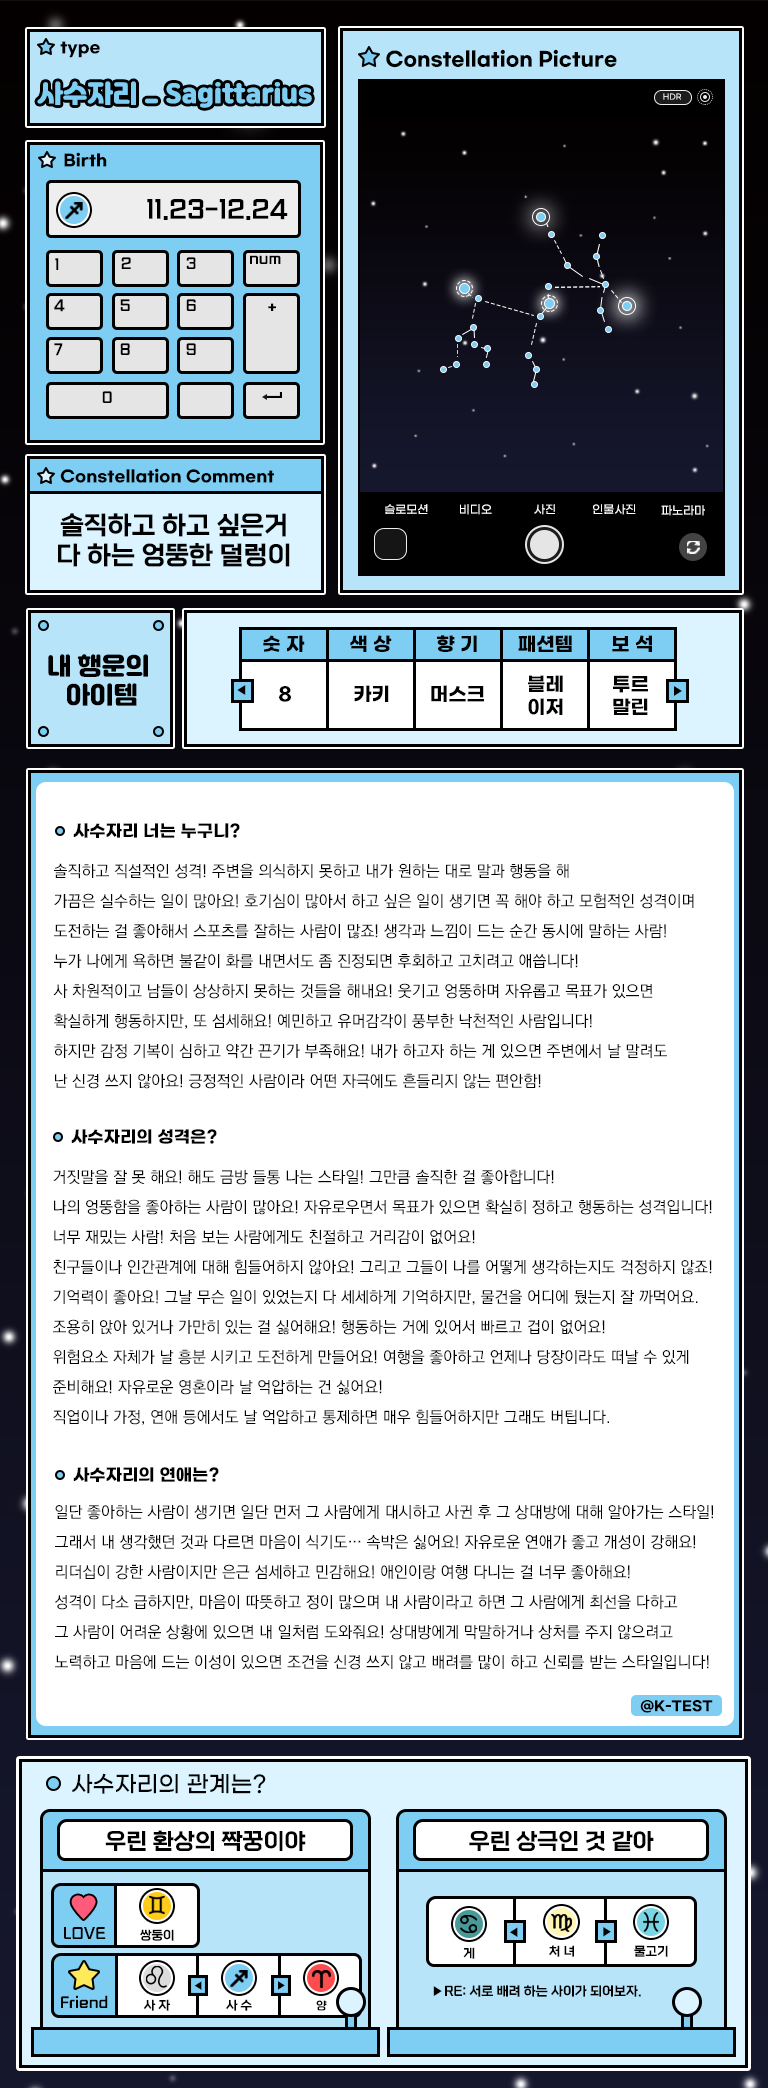 type
사수자리 _ Sagittarius
Birth
11.23-12.24
1 2 3 num
4 5 6 +
7 8 9
0
Constellation Comment
솔직하고 하고 싶은거
다 하는 엉뚱한 덜렁이
Constellation Picture
HDR
슬로모션 비디오 사진 인물사진 파노라마
내 행운의
아이템
숫 자 색 상 향 기 패션템 보 석
8 카키 머스크 블레이저 투르말린
사수자리 너는 누구니?
솔직하고 직설적인 성격! 주변을 의식하지 못하고 내가 원하는 대로 말과 행동을 해
가끔은 실수하는 일이 많아요! 호기심이 많아서 하고 싶은 일이 생기면 꼭 해야 하고 모험적인 성격이며
도전하는 걸 좋아해서 스포츠를 잘하는 사람이 많죠! 생각과 느낌이 드는 순간 동시에 말하는 사람!
누가 나에게 욕하면 불같이 화를 내면서도 좀 진정되면 후회하고 고치려고 애씁니다!
사 차원적이고 남들이 상상하지 못하는 것들을 해내요! 웃기고 엉뚱하며 자유롭고 목표가 있으면
확실하게 행동하지만, 또 섬세해요! 예민하고 유머감각이 풍부한 낙천적인 사람입니다!
하지만 감정 기복이 심하고 약간 끈기가 부족해요! 내가 하고자 하는 게 있으면 주변에서 날 말려도
난 신경 쓰지 않아요! 긍정적인 사람이라 어떤 자극에도 흔들리지 않는 편안함!
사수자리의 성격은?
거짓말을 잘 못 해요! 해도 금방 들통 나는 스타일! 그만큼 솔직한 걸 좋아합니다!
나의 엉뚱함을 좋아하는 사람이 많아요! 자유로우면서 목표가 있으면 확실히 정하고 행동하는 성격입니다!
너무 재밌는 사람! 처음 보는 사람에게도 친절하고 거리감이 없어요!
친구들이나 인간관계에 대해 힘들어하지 않아요! 그리고 그들이 나를 어떻게 생각하는지도 걱정하지 않죠!
기억력이 좋아요! 그날 무슨 일이 있었는지 다 세세하게 기억하지만, 물건을 어디에 뒀는지 잘 까먹어요.
조용히 앉아 있거나 가만히 있는 걸 싫어해요! 행동하는 거에 있어서 빠르고 겁이 없어요!
위험요소 자체가 날 흥분 시키고 도전하게 만들어요! 여행을 좋아하고 언제나 당장이라도 떠날 수 있게
준비해요! 자유로운 영혼이라 날 억압하는 건 싫어요!
직업이나 가정, 연애 등에서도 날 억압하고 통제하면 매우 힘들어하지만 그래도 버팁니다.
사수자리의 연애는?
일단 좋아하는 사람이 생기면 일단 먼저 그 사람에게 대시하고 사귄 후 그 상대방에 대해 알아가는 스타일!
그래서 내 생각했던 것과 다르면 마음이 식기도… 속박은 싫어요! 자유로운 연애가 좋고 개성이 강해요!
리더십이 강한 사람이지만 은근 섬세하고 민감해요! 애인이랑 여행 다니는 걸 너무 좋아해요!
성격이 다소 급하지만, 마음이 따뜻하고 정이 많으며 내 사람이라고 하면 그 사람에게 최선을 다하고
그 사람이 어려운 상황에 있으면 내 일처럼 도와줘요! 상대방에게 막말하거나 상처를 주지 않으려고
노력하고 마음에 드는 이성이 있으면 조건을 신경 쓰지 않고 배려를 많이 하고 신뢰를 받는 스타일입니다!
@K-TEST
사수자리의 관계는?
우린 환상의 짝꿍이야
LOVE 쌍둥이
Friend 사 자 사 수 양
우린 상극인 것 같아
게 처 녀 물고기
▶RE: 서로 배려 하는 사이가 되어보자.